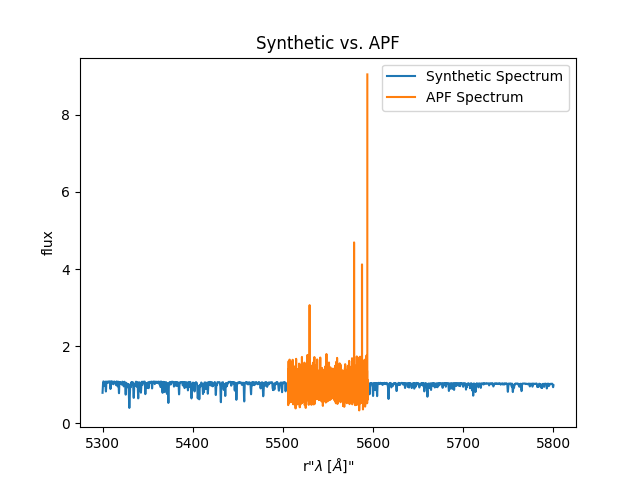 Synthetic vs. APF
Synthetic Spectrum
APF Spectrum
flux
8
6
4
2
0
5300 5400 5500 5600 5700 5800
r"λ [Å]"